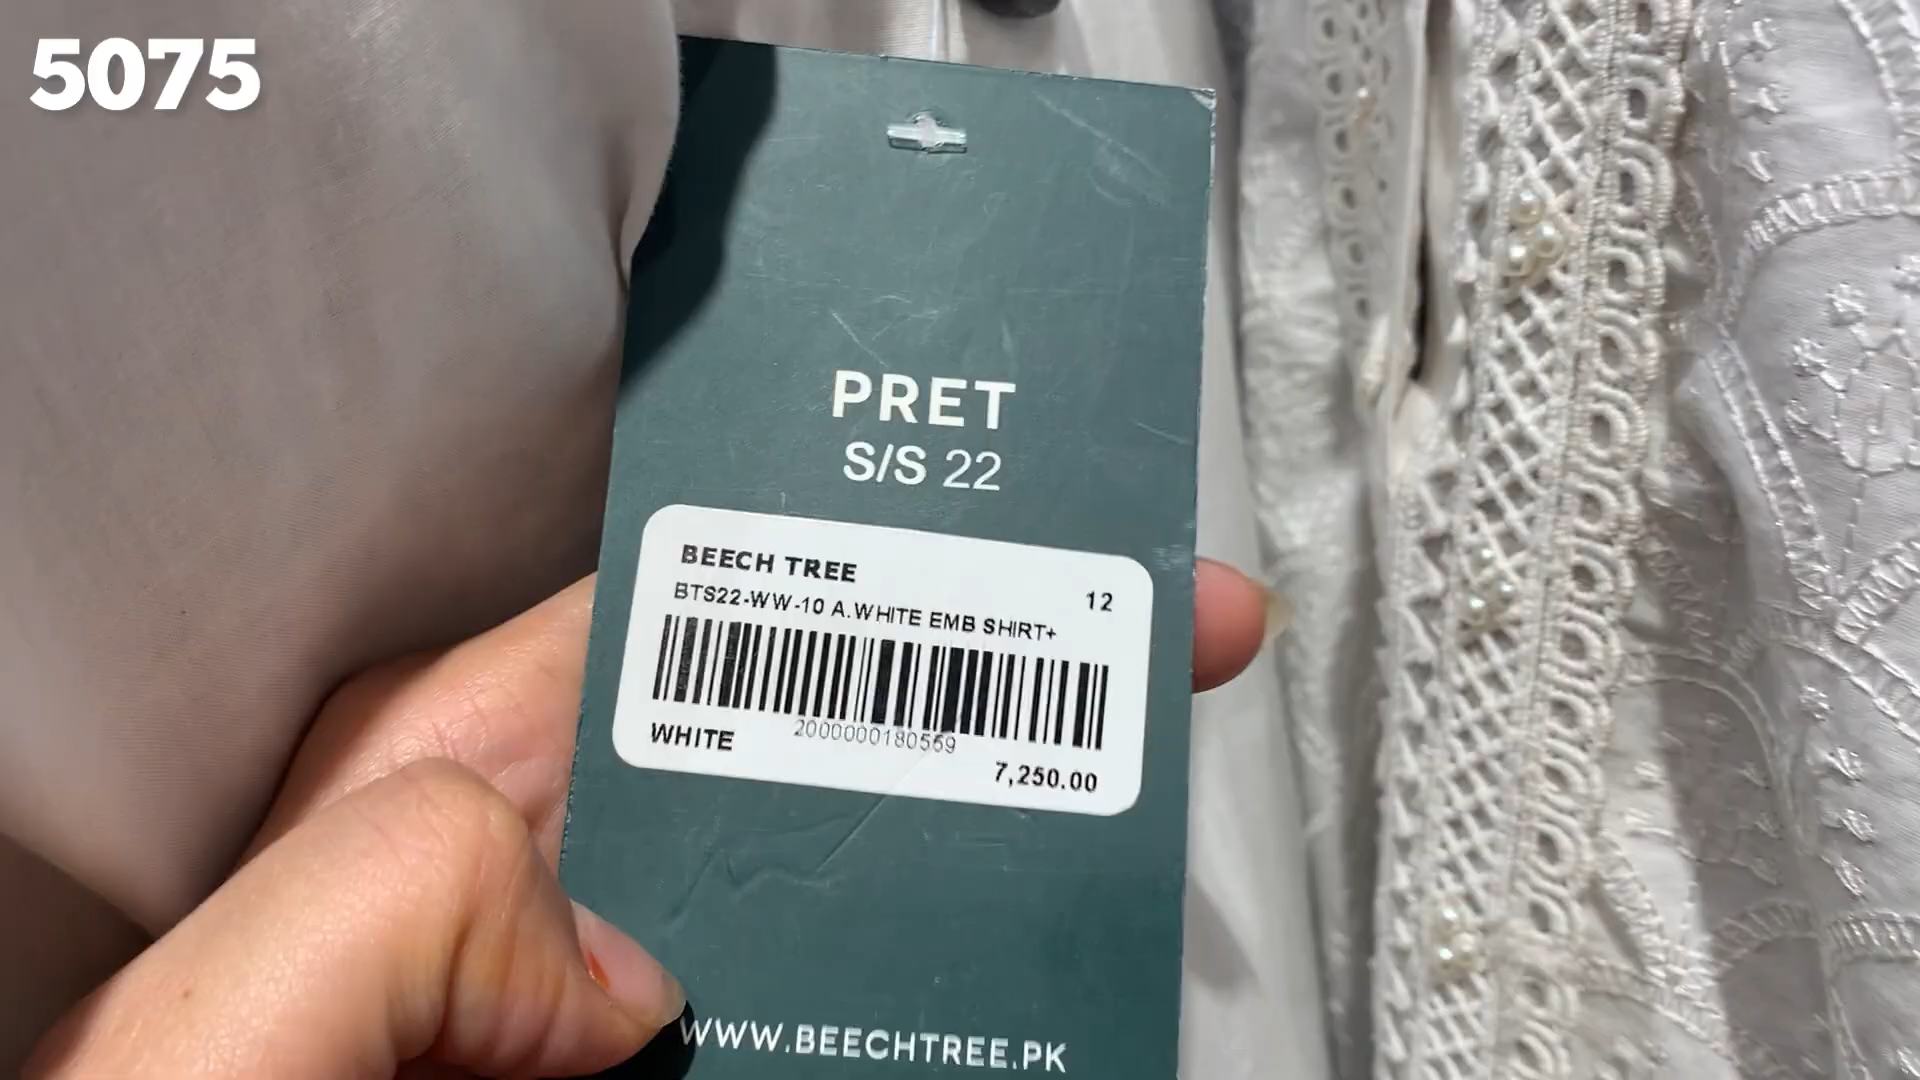 5075
PRET
S/S 22
BEECH TREE
12
BTS22-WW-10 A.WHITE EMB SHIRT+
WHITE
2000000180559
7,250.00
WWW.BEECHTREE.PK